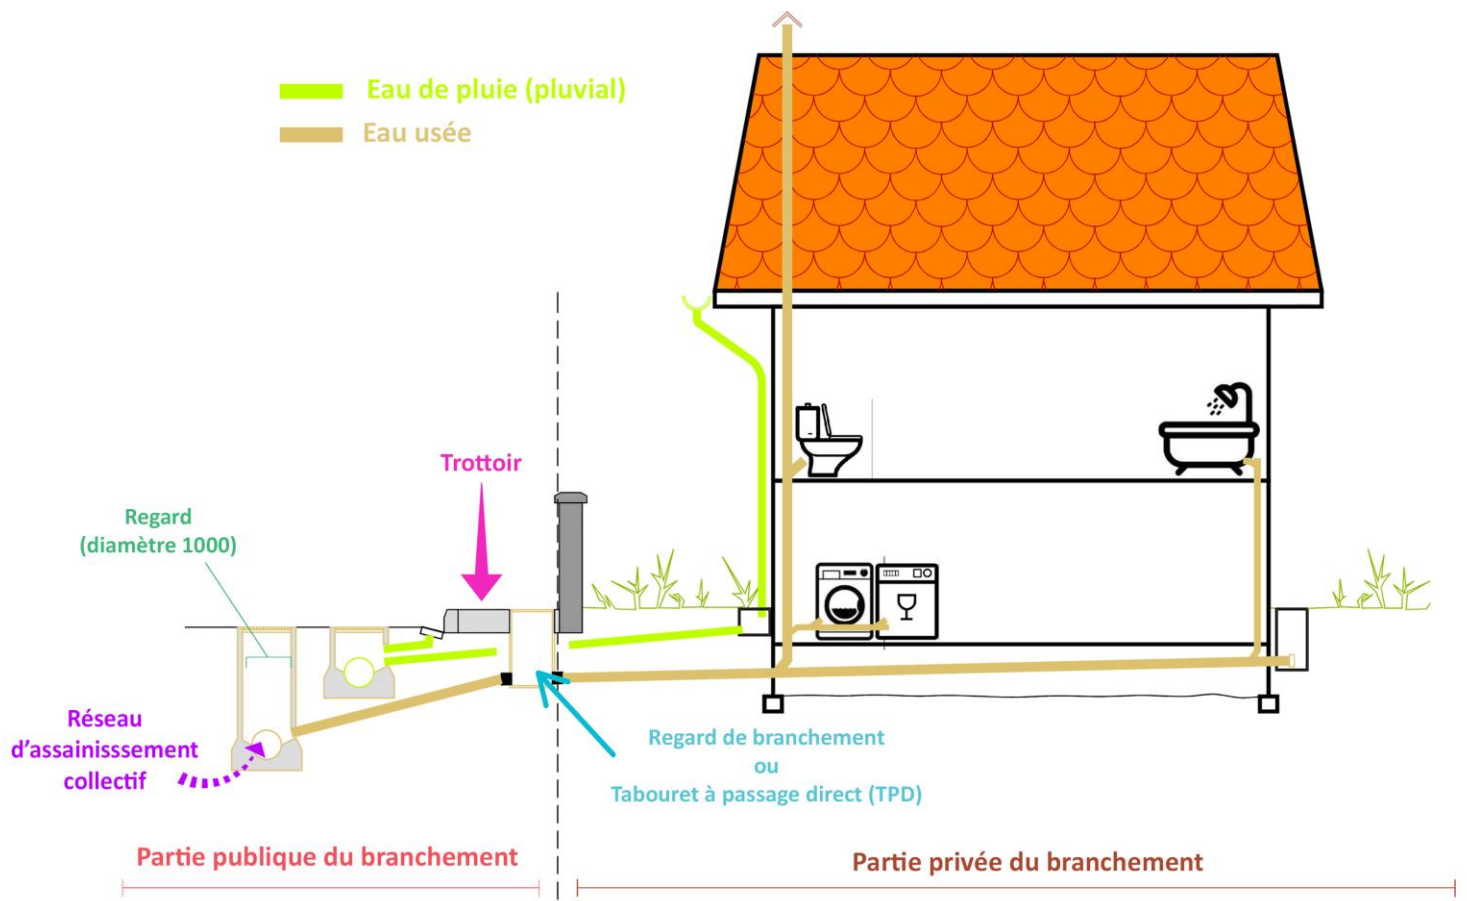 Eau de pluie (pluvial)
Eau usée
Trottoir
Regard
(diamètre 1000)
Réseau
d'assainisssement
collectif
Regard de branchement
ou
Tabouret à passage direct (TPD)
Partie publique du branchement
Partie privée du branchement